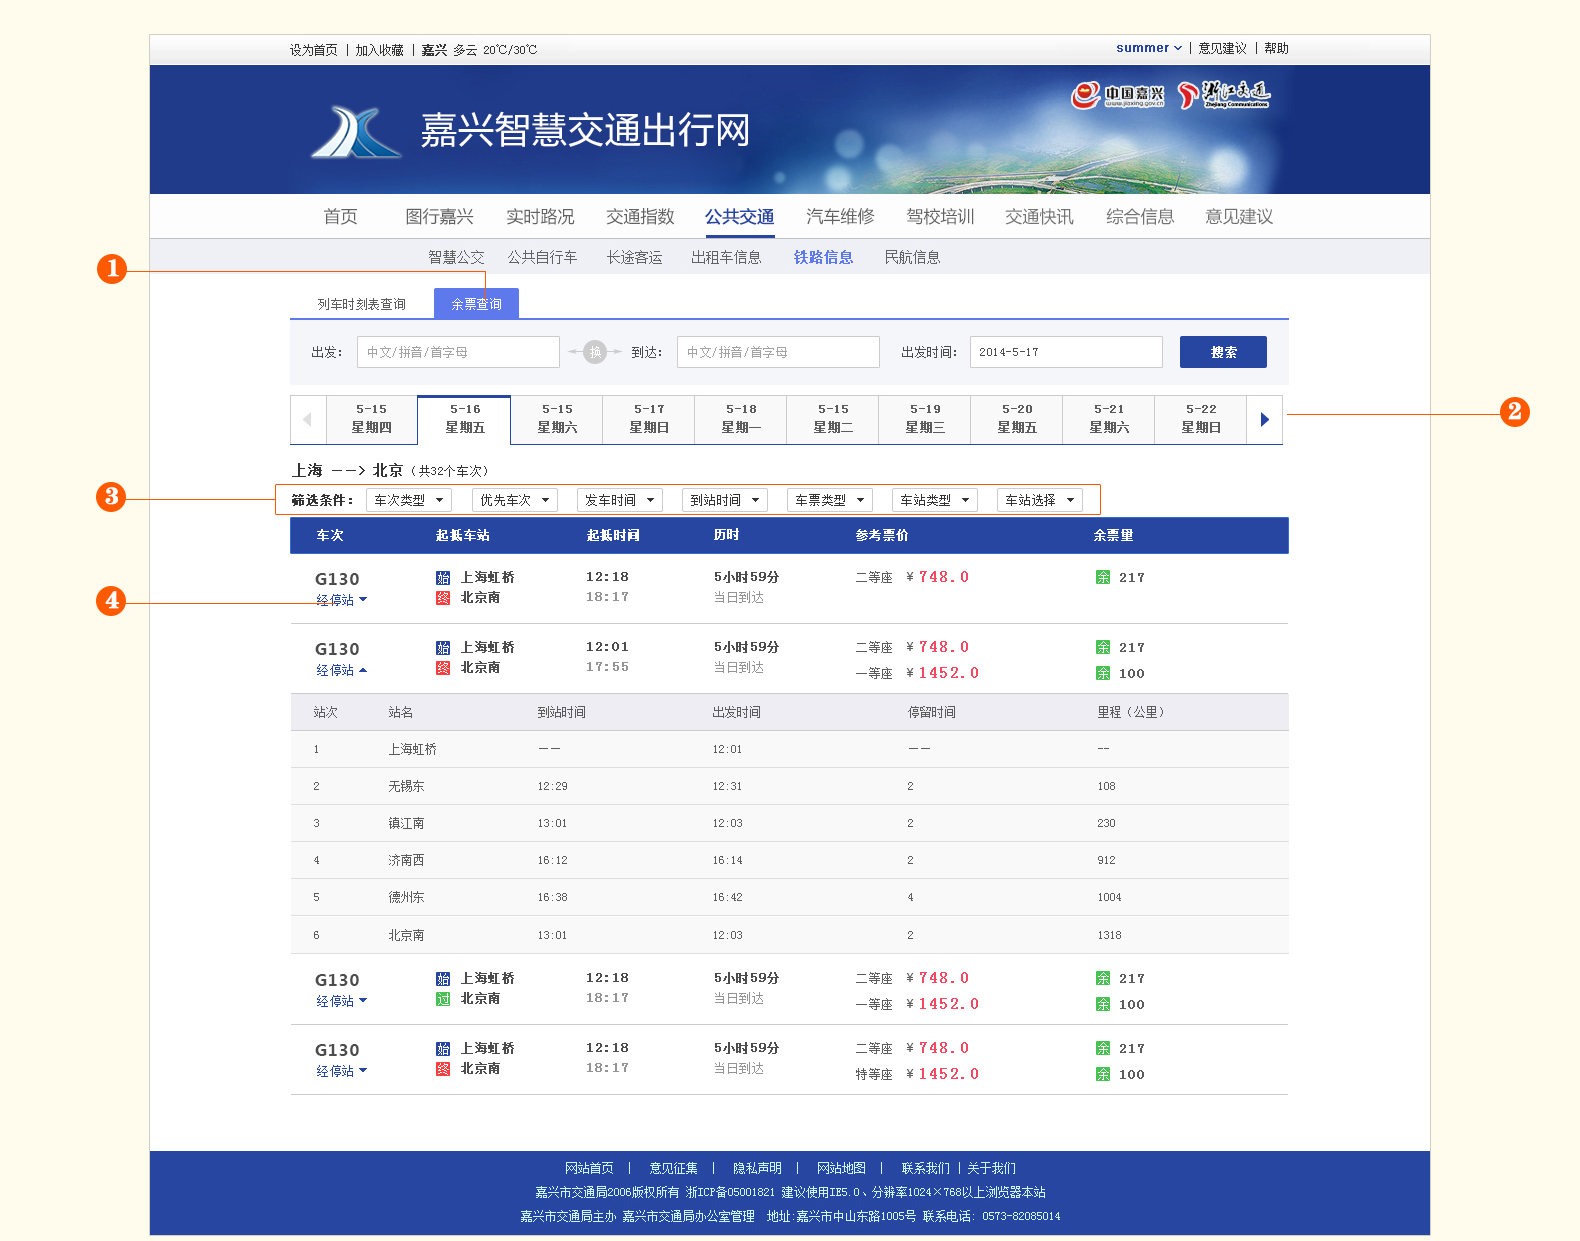 设为首页 | 加入收藏 | 嘉兴 多云 20℃/30℃
summer | 意见建议 | 帮助
中国嘉兴 www.jiaxing.gov.cn 浙江交通 Zhejiang Communications
嘉兴智慧交通出行网
首页 图行嘉兴 实时路况 交通指数 公共交通 汽车维修 驾校培训 交通快讯 综合信息 意见建议
智慧公交 公共自行车 长途客运 出租车信息 铁路信息 民航信息
1
列车时刻表查询 余票查询
出发： 中文/拼音/首字母 换 到达： 中文/拼音/首字母 出发时间： 2014-5-17 搜索
5-15 5-16 5-15 5-17 5-18 5-15 5-19 5-20 5-21 5-22
星期四 星期五 星期六 星期日 星期一 星期二 星期三 星期五 星期六 星期日
2
上海 ——> 北京（共32个车次）
3
筛选条件： 车次类型 优先车次 发车时间 到站时间 车票类型 车站类型 车站选择
车次 起抵车站 起抵时间 历时 参考票价 余票里
G130 始 上海虹桥 12:18 5小时59分 二等座 ¥748.0 余 217
4
经停站 终 北京南 18:17 当日到达
G130 始 上海虹桥 12:01 5小时59分 二等座 ¥748.0 余 217
经停站 终 北京南 17:55 当日到达 一等座 ¥1452.0 余 100
站次 站名 到站时间 出发时间 停留时间 里程（公里）
1 上海虹桥 —— 12:01 —— --
2 无锡东 12:29 12:31 2 108
3 镇江南 13:01 12:03 2 230
4 济南西 16:12 16:14 2 912
5 德州东 16:38 16:42 4 1004
6 北京南 13:01 12:03 2 1318
G130 始 上海虹桥 12:18 5小时59分 二等座 ¥748.0 余 217
经停站 过 北京南 18:17 当日到达 一等座 ¥1452.0 余 100
G130 始 上海虹桥 12:18 5小时59分 二等座 ¥748.0 余 217
经停站 终 北京南 18:17 当日到达 特等座 ¥1452.0 余 100
网站首页 | 意见征集 | 隐私声明 | 网站地图 | 联系我们 | 关于我们
嘉兴市交通局2006版权所有 浙ICP备05001821 建议使用IE5.0、分辨率1024×768以上浏览器本站
嘉兴市交通局主办 嘉兴市交通局办公室管理 地址:嘉兴市中山东路1005号 联系电话: 0573-82085014